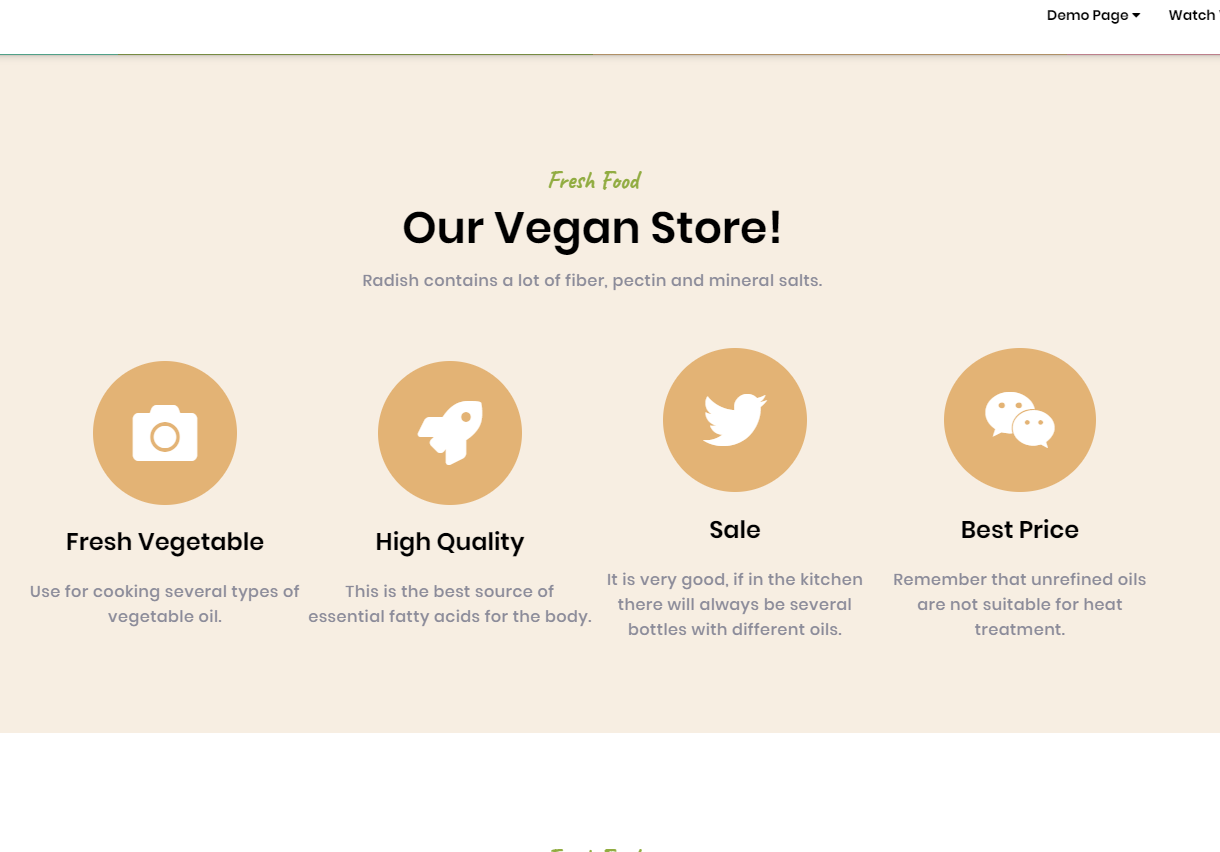 Demo Page
Watch
Fresh Food
Our Vegan Store!
Radish contains a lot of fiber, pectin and mineral salts.
Fresh Vegetable
Use for cooking several types of
vegetable oil.
High Quality
This is the best source of
essential fatty acids for the body.
Sale
It is very good, if in the kitchen
there will always be several
bottles with different oils.
Best Price
Remember that unrefined oils
are not suitable for heat
treatment.